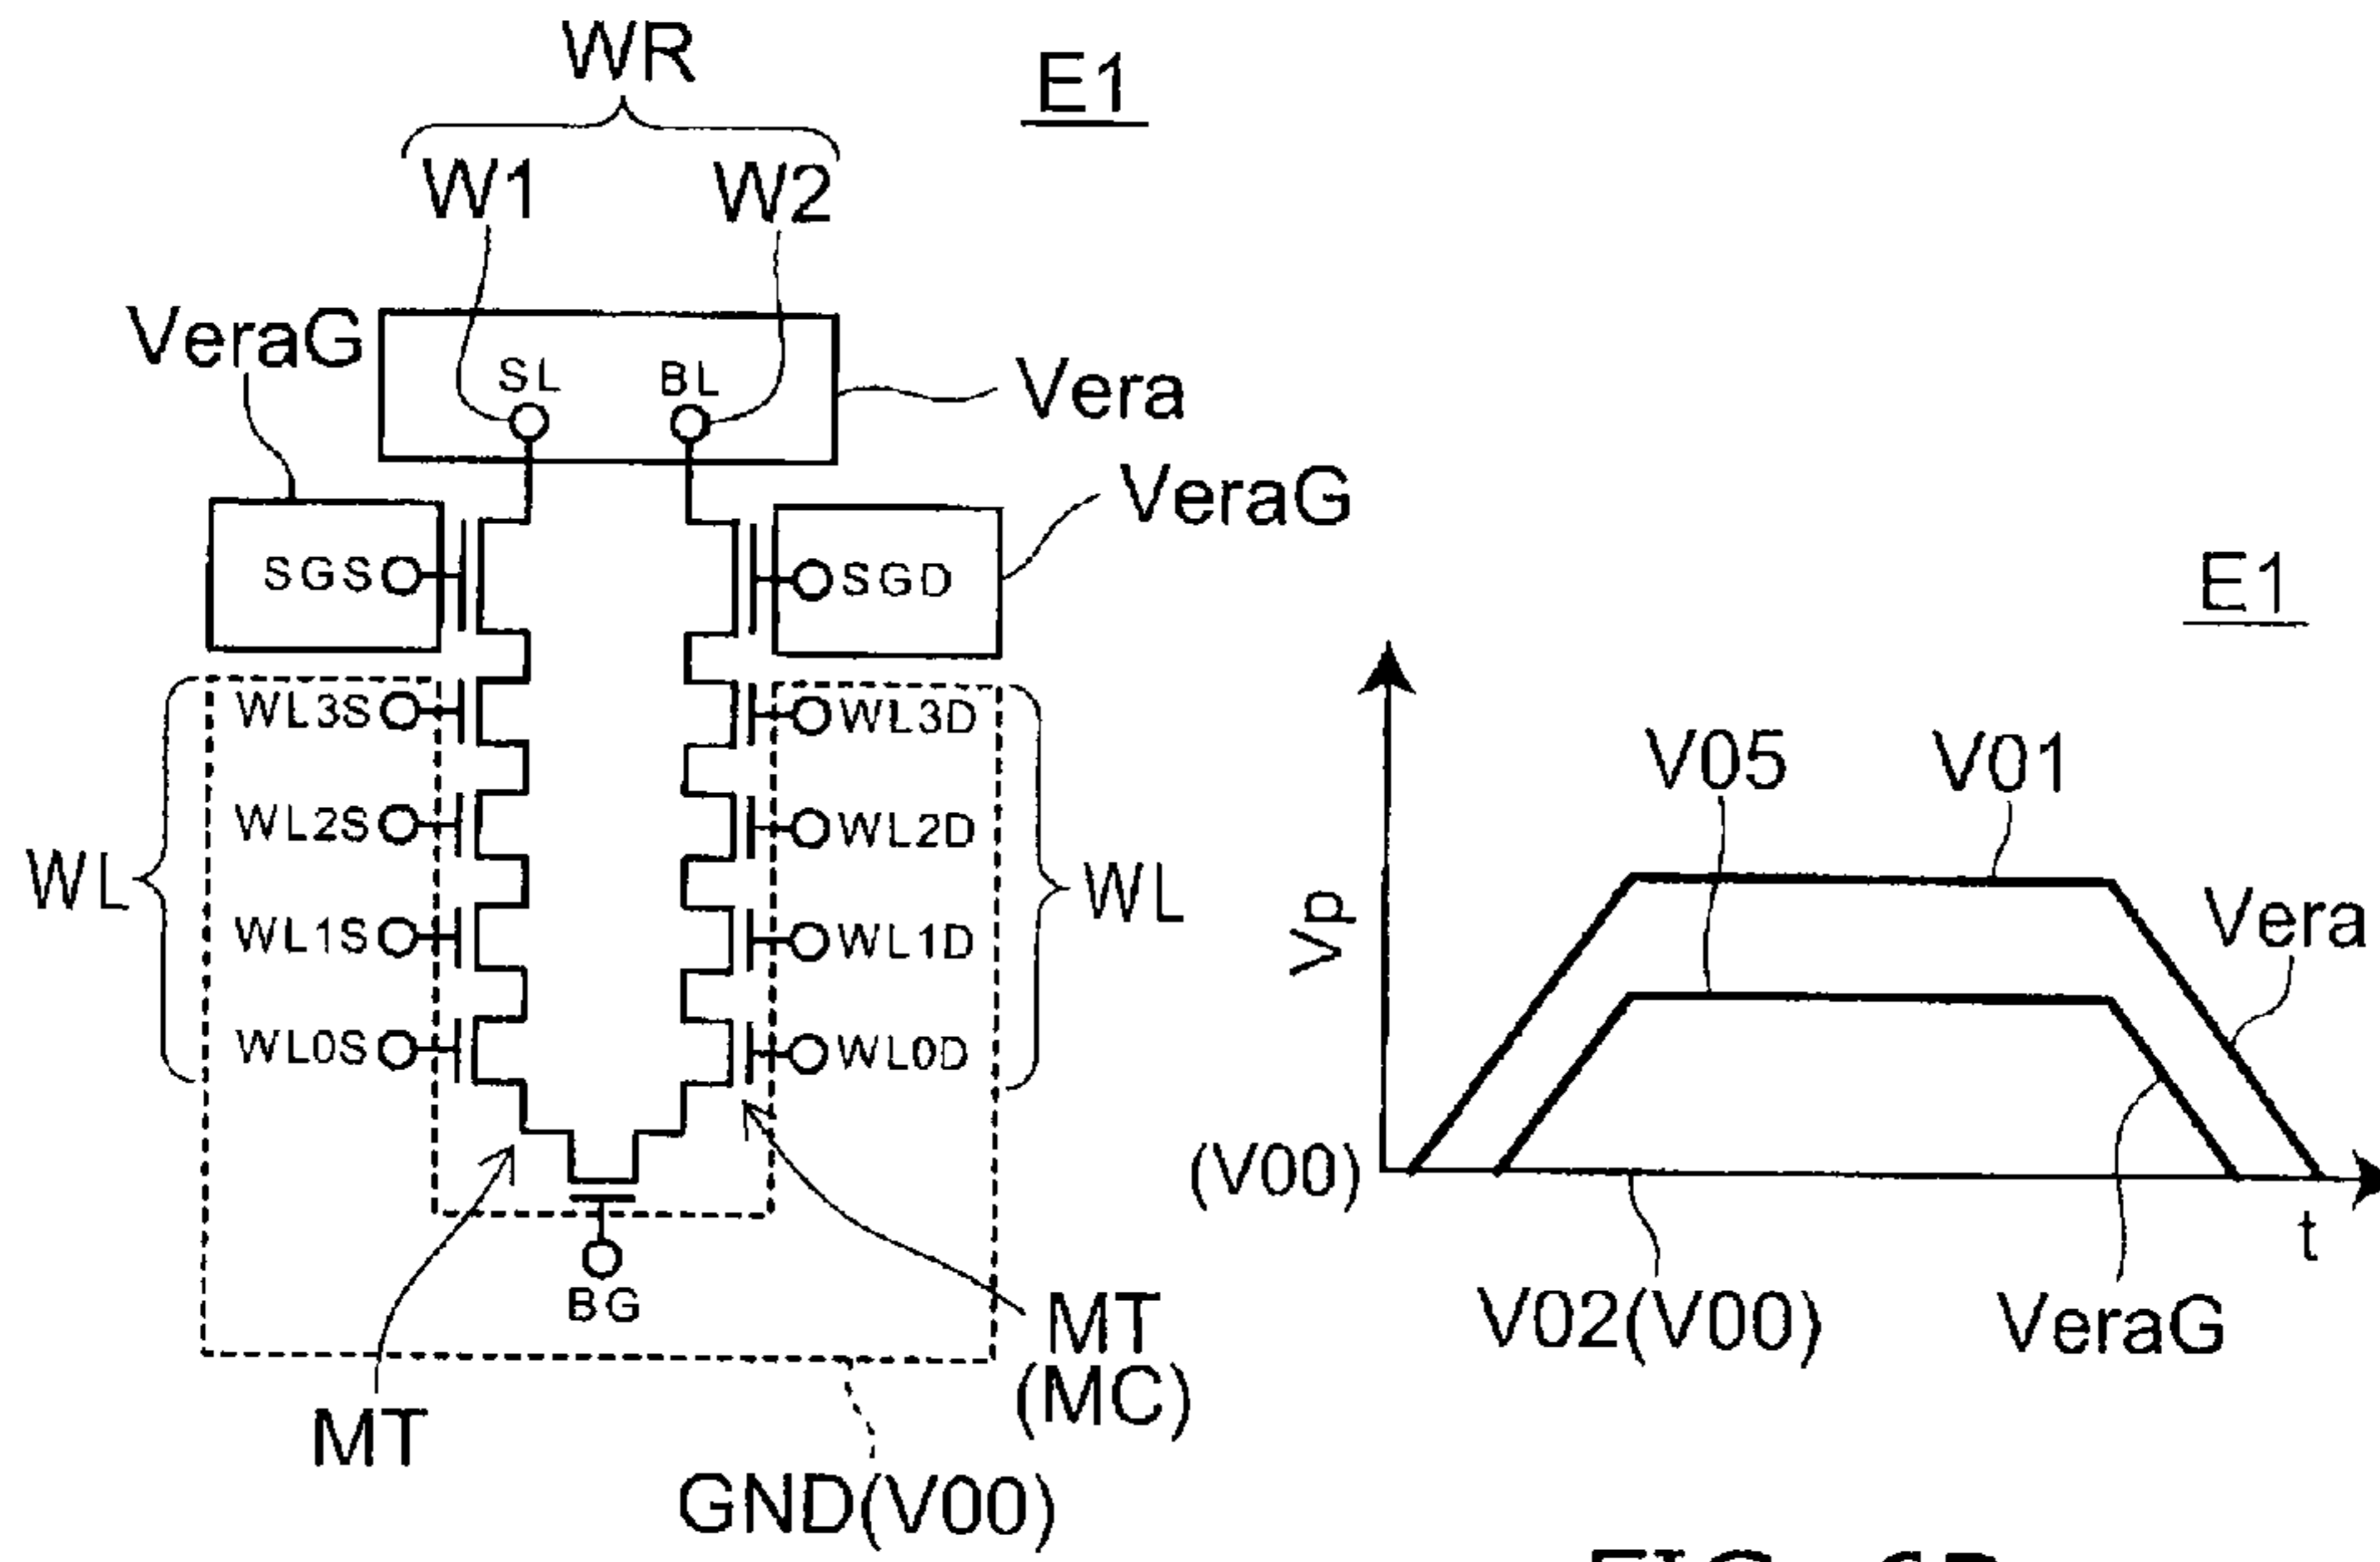 WR
E1
W1 W2
VeraG
SL BL
Vera
VeraG
SGS SGD
WL3S WL3D
WL2S WL2D
WL WL
WL1S WL1D
WL0S WL0D
BG
MT
(MC)
MT
GND(V00)
E1
V05 V01
Vp
Vera
(V00)
t
V02(V00) VeraG